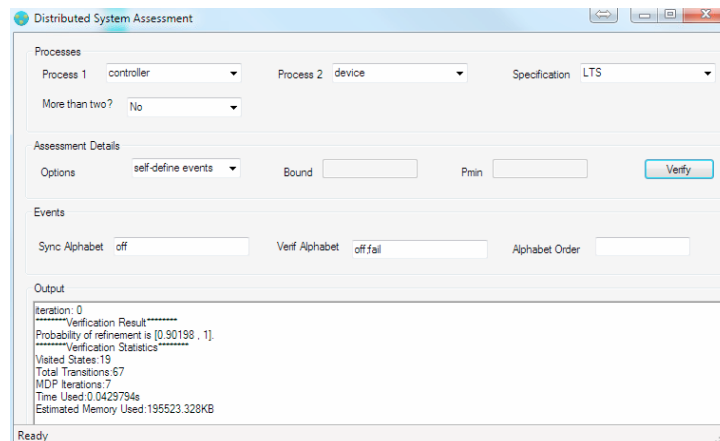 Distributed System Assessment
Processes
Process 1 controller Process 2 device Specification LTS
More than two? No
Assessment Details
Options self-define events Bound Pmin Verify
Events
Sync Alphabet off Verif Alphabet off;fail Alphabet Order
Output
iteration: 0
********Verification Result********
Probability of refinement is [0.90198 , 1].
********Verification Statistics********
Visited States:19
Total Transitions:67
MDP Iterations:7
Time Used:0.0429794s
Estimated Memory Used:195523.328KB
Ready